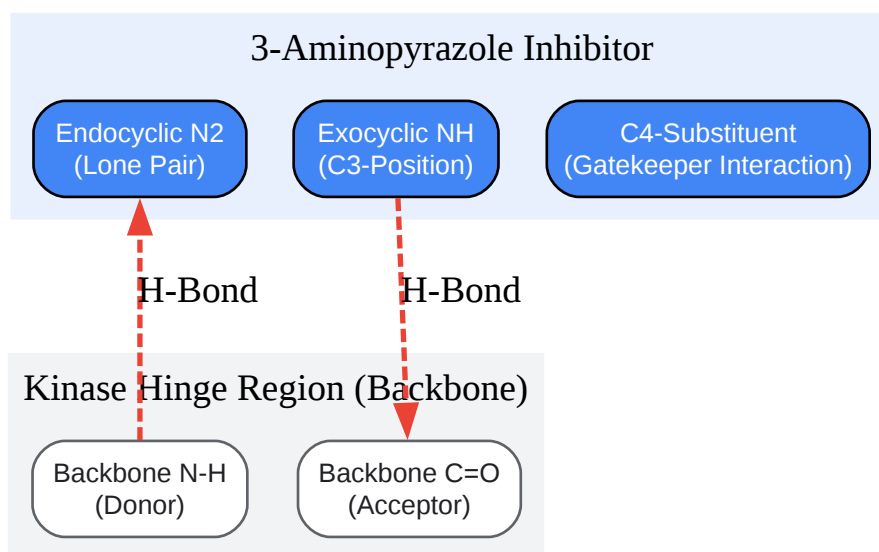 3-Aminopyrazole Inhibitor
Endocyclic N2
(Lone Pair)
Exocyclic NH
(C3-Position)
C4-Substituent
(Gatekeeper Interaction)
H-Bond
H-Bond
Kinase Hinge Region (Backbone)
Backbone N-H
(Donor)
Backbone C=O
(Acceptor)